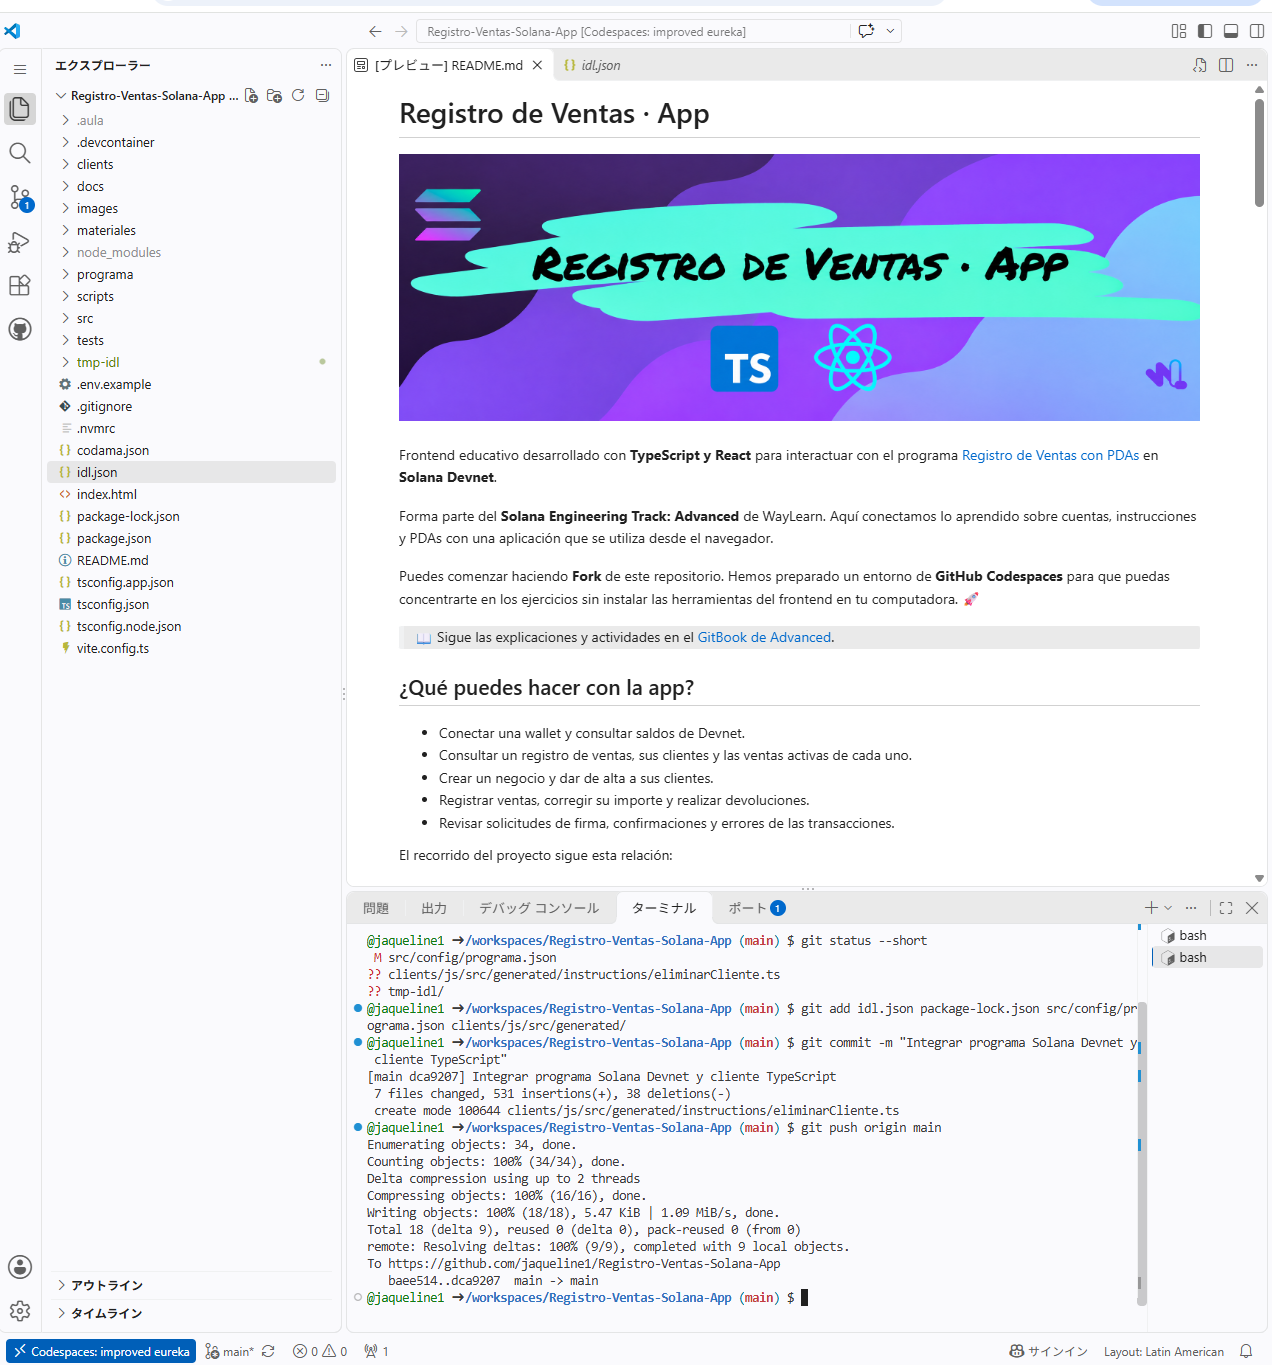 Registro-Ventas-Solana-App [Codespaces: improved eureka]
エクスプローラー
Registro-Ventas-Solana-App ...
.aula
.devcontainer
clients
docs
images
materiales
node_modules
programa
scripts
src
tests
tmp-idl
.env.example
.gitignore
.nvmrc
codama.json
idl.json
index.html
package-lock.json
package.json
README.md
tsconfig.app.json
tsconfig.json
tsconfig.node.json
vite.config.ts
アウトライン
タイムライン
[プレビュー] README.md
idl.json
Registro de Ventas · App
Registro de Ventas · App
TS
Frontend educativo desarrollado con TypeScript y React para interactuar con el programa Registro de Ventas con PDAs en
Solana Devnet.
Forma parte del Solana Engineering Track: Advanced de WayLearn. Aquí conectamos lo aprendido sobre cuentas, instrucciones
y PDAs con una aplicación que se utiliza desde el navegador.
Puedes comenzar haciendo Fork de este repositorio. Hemos preparado un entorno de GitHub Codespaces para que puedas
concentrarte en los ejercicios sin instalar las herramientas del frontend en tu computadora. 🚀
📖 Sigue las explicaciones y actividades en el GitBook de Advanced.
¿Qué puedes hacer con la app?
• Conectar una wallet y consultar saldos de Devnet.
• Consultar un registro de ventas, sus clientes y las ventas activas de cada uno.
• Crear un negocio y dar de alta a sus clientes.
• Registrar ventas, corregir su importe y realizar devoluciones.
• Revisar solicitudes de firma, confirmaciones y errores de las transacciones.
El recorrido del proyecto sigue esta relación:
問題 出力 デバッグ コンソール ターミナル ポート 1
bash
bash
@jaqueline1 ➜/workspaces/Registro-Ventas-Solana-App (main) $ git status --short
M src/config/programa.json
?? clients/js/src/generated/instructions/eliminarCliente.ts
?? tmp-idl/
@jaqueline1 ➜/workspaces/Registro-Ventas-Solana-App (main) $ git add idl.json package-lock.json src/config/pr
ograma.json clients/js/src/generated/
@jaqueline1 ➜/workspaces/Registro-Ventas-Solana-App (main) $ git commit -m "Integrar programa Solana Devnet y
cliente TypeScript"
[main dca9207] Integrar programa Solana Devnet y cliente TypeScript
7 files changed, 531 insertions(+), 38 deletions(-)
create mode 100644 clients/js/src/generated/instructions/eliminarCliente.ts
@jaqueline1 ➜/workspaces/Registro-Ventas-Solana-App (main) $ git push origin main
Enumerating objects: 34, done.
Counting objects: 100% (34/34), done.
Delta compression using up to 2 threads
Compressing objects: 100% (16/16), done.
Writing objects: 100% (18/18), 5.47 KiB | 1.09 MiB/s, done.
Total 18 (delta 9), reused 0 (delta 0), pack-reused 0 (from 0)
remote: Resolving deltas: 100% (9/9), completed with 9 local objects.
To https://github.com/jaqueline1/Registro-Ventas-Solana-App
baee514..dca9207  main -> main
@jaqueline1 ➜/workspaces/Registro-Ventas-Solana-App (main) $
1
Codespaces: improved eureka main* 0 0 1 サインイン Layout: Latin American